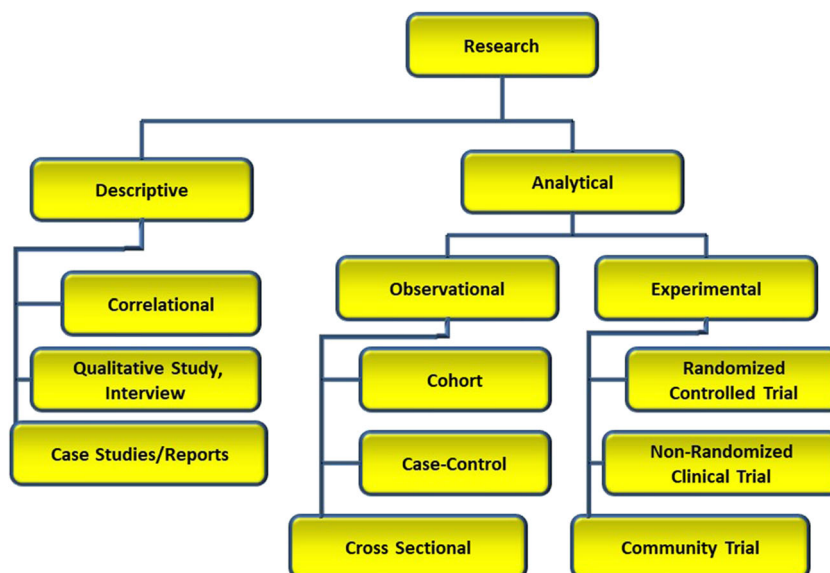 Research
Descriptive
Analytical
Correlational
Qualitative Study,
Interview
Case Studies/Reports
Observational
Experimental
Cohort
Case-Control
Cross Sectional
Randomized
Controlled Trial
Non-Randomized
Clinical Trial
Community Trial